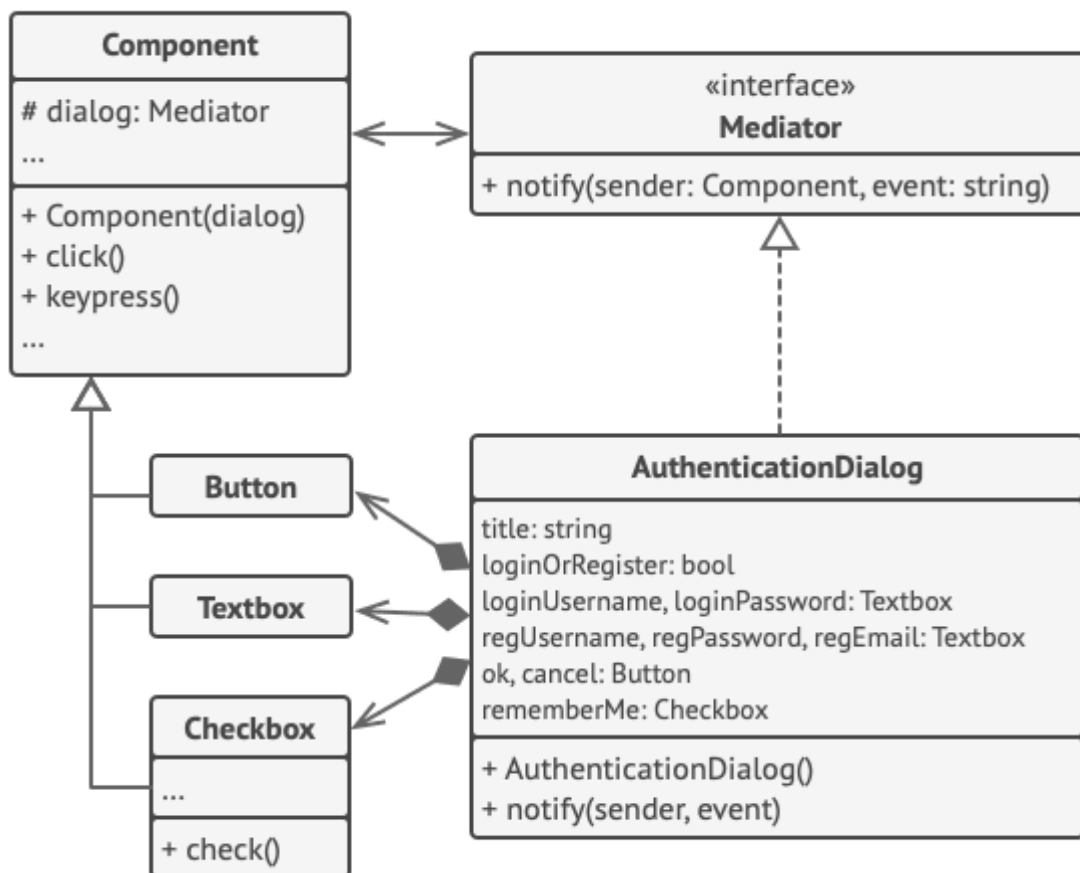 Component
# dialog: Mediator
...
+ Component(dialog)
+ click()
+ keypress()
...
«interface»
Mediator
+ notify(sender: Component, event: string)
Button
Textbox
Checkbox
...
+ check()
AuthenticationDialog
title: string
loginOrRegister: bool
loginUsername, loginPassword: Textbox
regUsername, regPassword, regEmail: Textbox
ok, cancel: Button
rememberMe: Checkbox
+ AuthenticationDialog()
+ notify(sender, event)